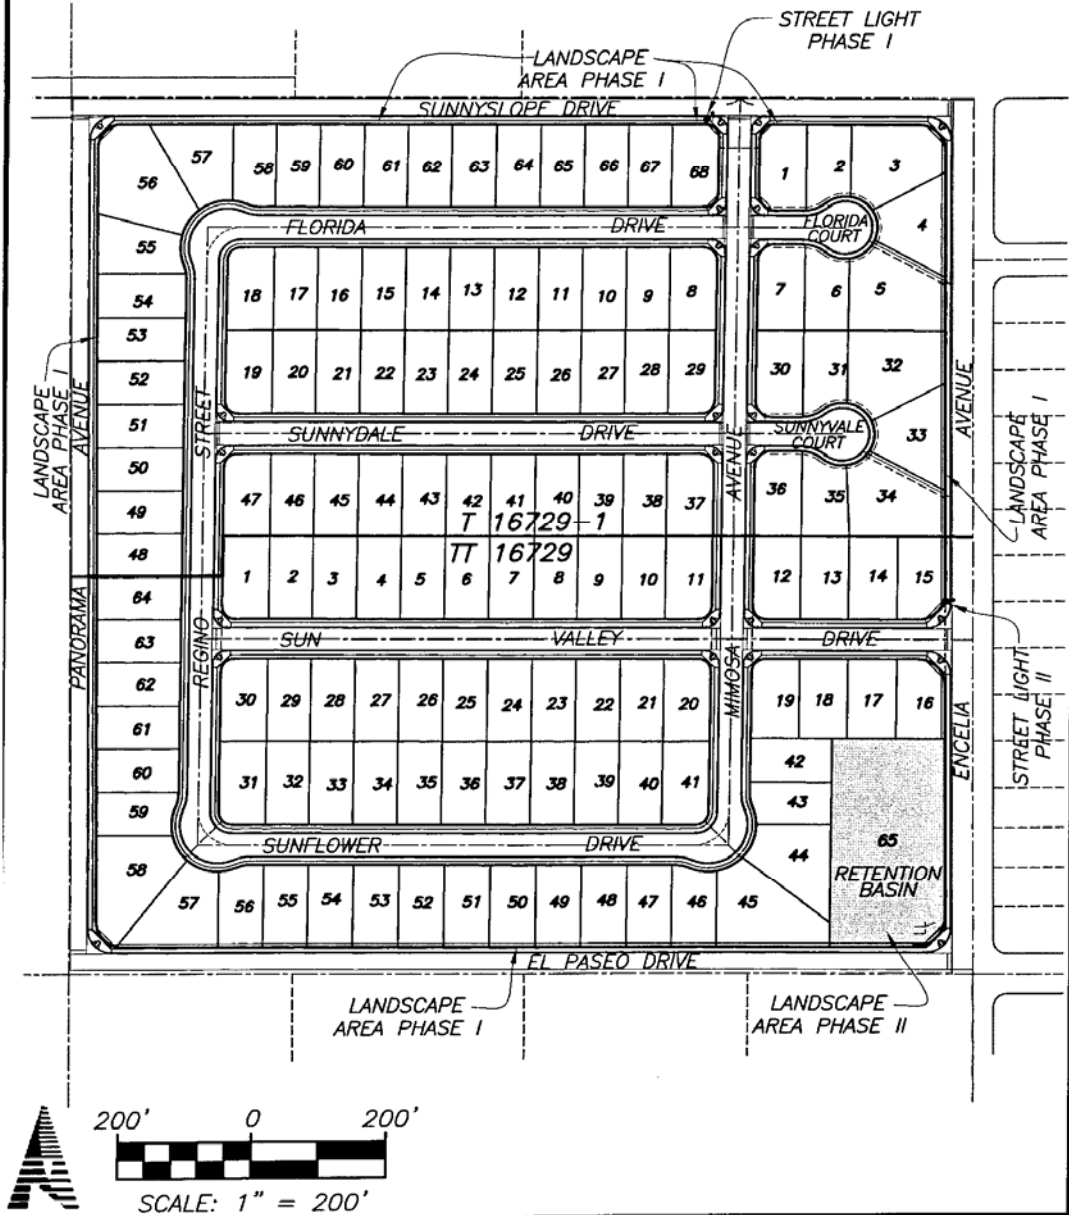 STREET LIGHT
PHASE I
LANDSCAPE
AREA PHASE I
SUNNYSLOPE DRIVE
57 58 59 60 61 62 63 64 65 66 67 68 1 2 3
56
55
FLORIDA DRIVE
FLORIDA
COURT
4
54
18 17 16 15 14 13 12 11 10 9 8 7 6 5
53
52
19 20 21 22 23 24 25 26 27 28 29 30 31 32
51
SUNNYDALE DRIVE
SUNNYVALE
COURT
33
50
49
47 46 45 44 43 42 41 40 39 38 37 36 35 34
T 16729-1
TT 16729
48
1 2 3 4 5 6 7 8 9 10 11 12 13 14 15
64
63
SUN VALLEY DRIVE
62
30 29 28 27 26 25 24 23 22 21 20 19 18 17 16
61
60
31 32 33 34 35 36 37 38 39 40 41
42
43
59
SUNFLOWER DRIVE
44
65
RETENTION
BASIN
58
57 56 55 54 53 52 51 50 49 48 47 46 45
EL PASEO DRIVE
LANDSCAPE
AREA PHASE I
LANDSCAPE
AREA PHASE II
LANDSCAPE
AREA PHASE I
PANORAMA AVENUE
REGINO STREET
MIMOSA AVENUE
ENCELIA AVENUE
LANDSCAPE
AREA PHASE I
STREET LIGHT
PHASE II
200' 0 200'
SCALE: 1" = 200'